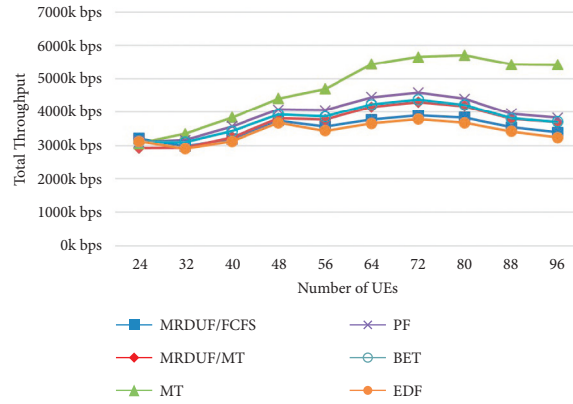 7000k bps
6000k bps
5000k bps
4000k bps
3000k bps
2000k bps
1000k bps
0k bps
Total Throughput
24 32 40 48 56 64 72 80 88 96
Number of UEs
MRDUF/FCFS
MRDUF/MT
MT
PF
BET
EDF